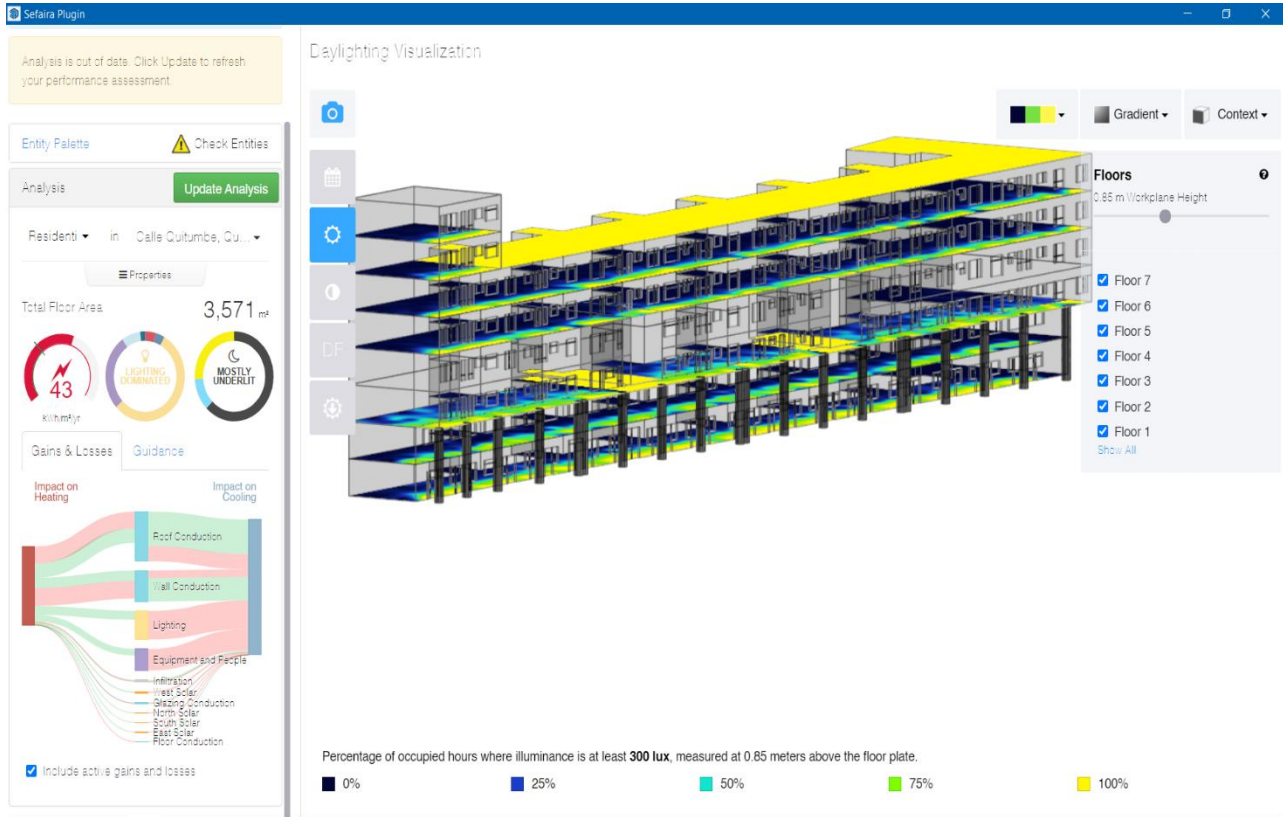 Sefaira Plugin
Analysis is out of date. Click Update to refresh
your performance assessment.
Entity Palette
Check Entities
Analysis
Update Analysis
Residenti
in
Calle Quitumbe, Qu...
Properties
Total Floor Area
3,571 m²
43
kWh/m²/yr
LIGHTING
DOMINATED
MOSTLY
UNDERLIT
Gains & Losses
Guidance
Impact on
Heating
Impact on
Cooling
Roof Conduction
Wall Conduction
Lighting
Equipment and People
Infiltration
West Solar
Glazing Conduction
North Solar
South Solar
East Solar
Floor Conduction
Include active gains and losses
Daylighting Visualization
DF
Gradient
Context
Floors
0.85 m Workplane Height
Floor 7
Floor 6
Floor 5
Floor 4
Floor 3
Floor 2
Floor 1
Show All
Percentage of occupied hours where illuminance is at least 300 lux, measured at 0.85 meters above the floor plate.
0%
25%
50%
75%
100%